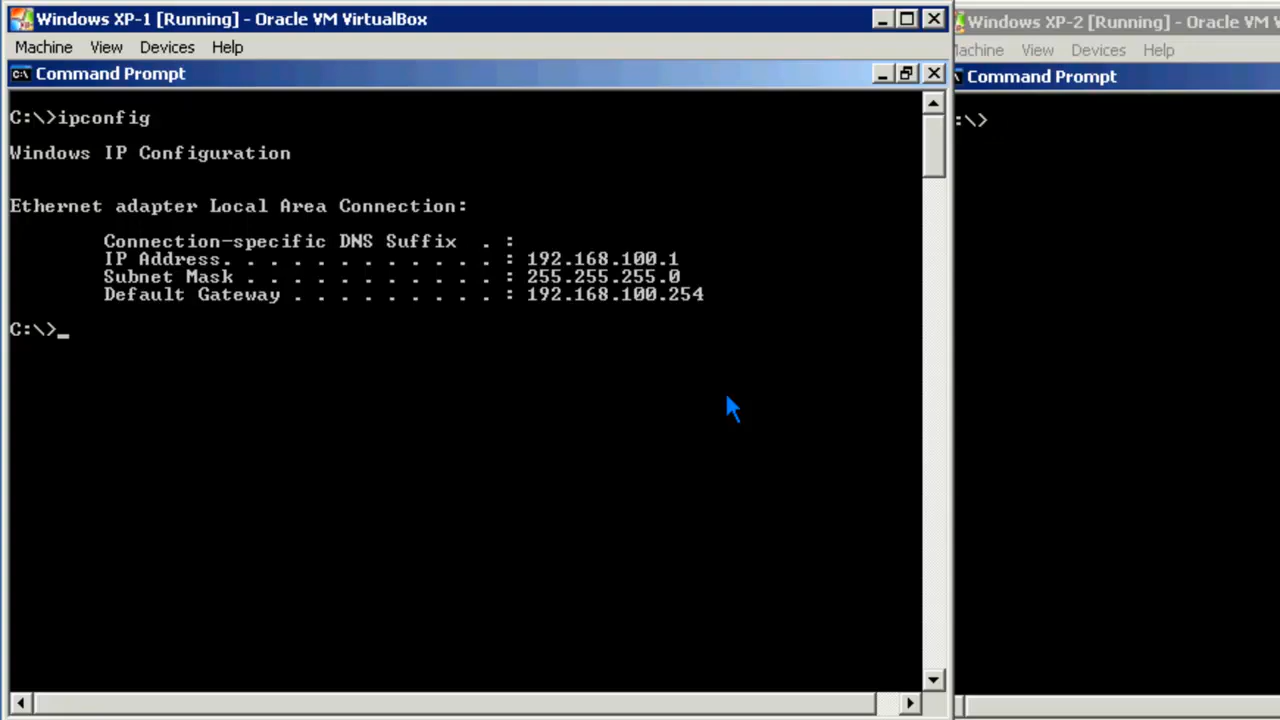 Windows XP-1 [Running] - Oracle VM VirtualBox
Machine View Devices Help
Command Prompt
C:\>ipconfig
Windows IP Configuration
Ethernet adapter Local Area Connection:
Connection-specific DNS Suffix . :
IP Address. . . . . . . . . . . . : 192.168.100.1
Subnet Mask . . . . . . . . . . . : 255.255.255.0
Default Gateway . . . . . . . . . : 192.168.100.254
C:\>_
Windows XP-2 [Running] - Oracle VM V
achine View Devices Help
Command Prompt
:\>